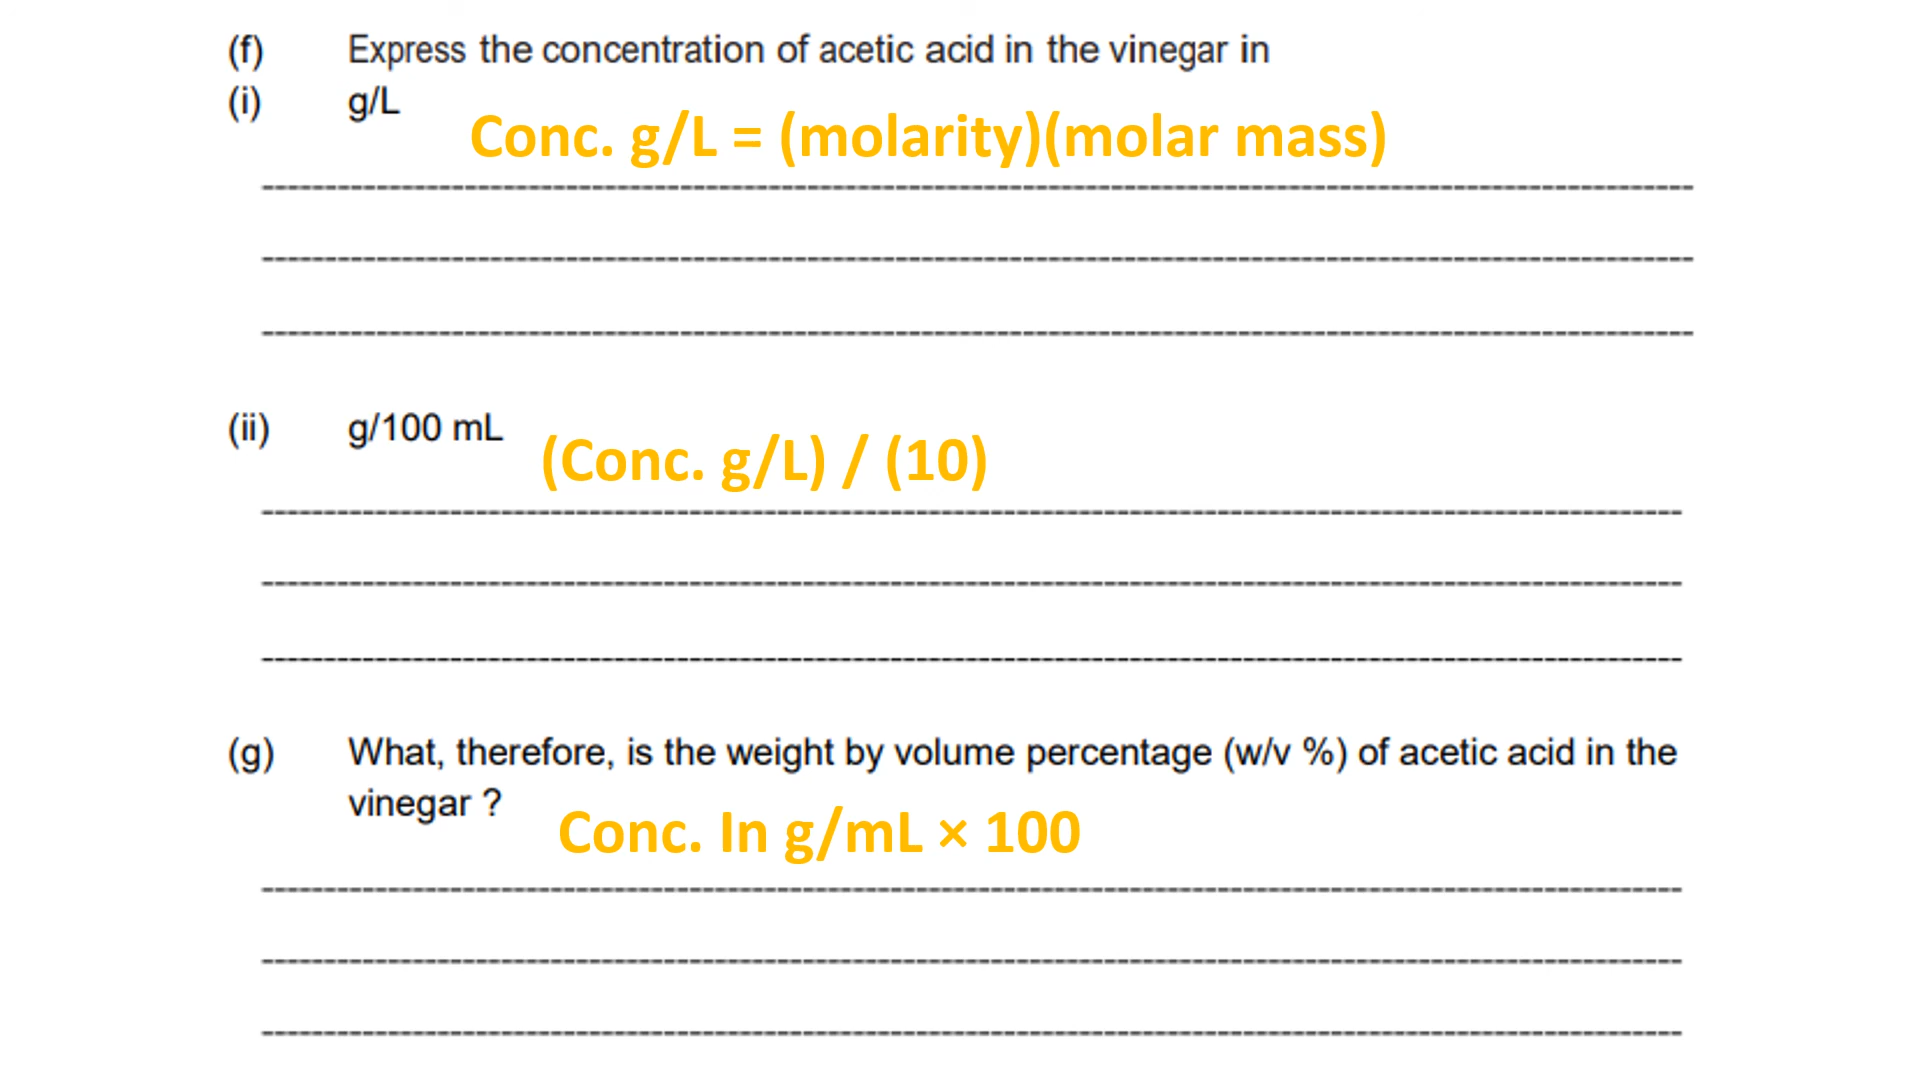 (f) Express the concentration of acetic acid in the vinegar in
(i) g/L
Conc. g/L = (molarity)(molar mass)
(ii) g/100 mL
(Conc. g/L) / (10)
(g) What, therefore, is the weight by volume percentage (w/v %) of acetic acid in the
vinegar ?
Conc. In g/mL × 100